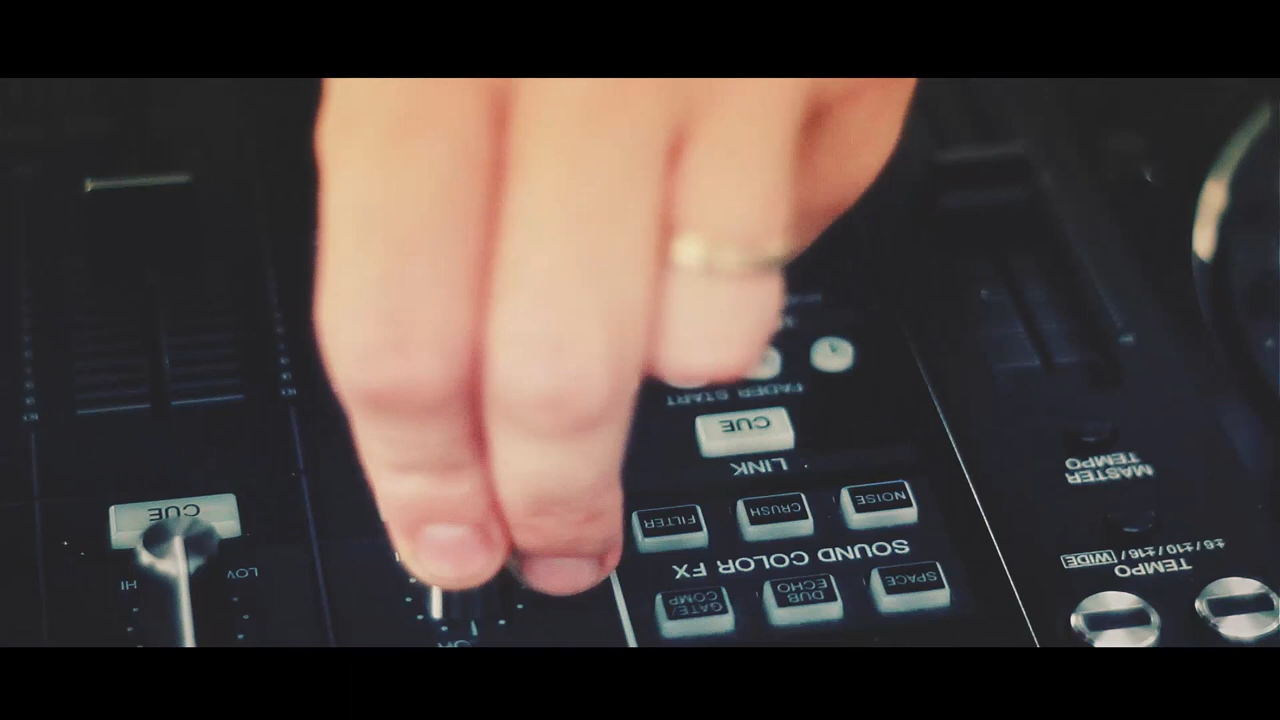 FADER START
CUE
LINK
MASTER
TEMPO
CUE
NOISE
CRUSH
FILTER
SOUND COLOR FX
SPACE
DUB
ECHO
GATE/
COMP
±6/±10/±16/WIDE
TEMPO
HI
LOW